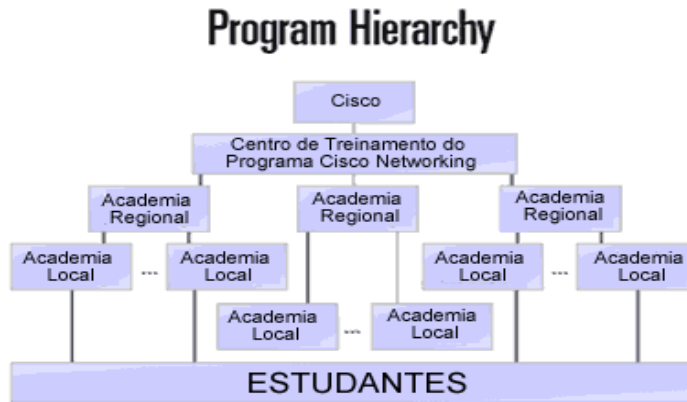 Program Hierarchy
Cisco
Centro de Treinamento do
Programa Cisco Networking
Academia
Regional
Academia
Regional
Academia
Regional
Academia
Local
...
Academia
Local
Academia
Local
...
Academia
Local
Academia
Local
...
Academia
Local
ESTUDANTES